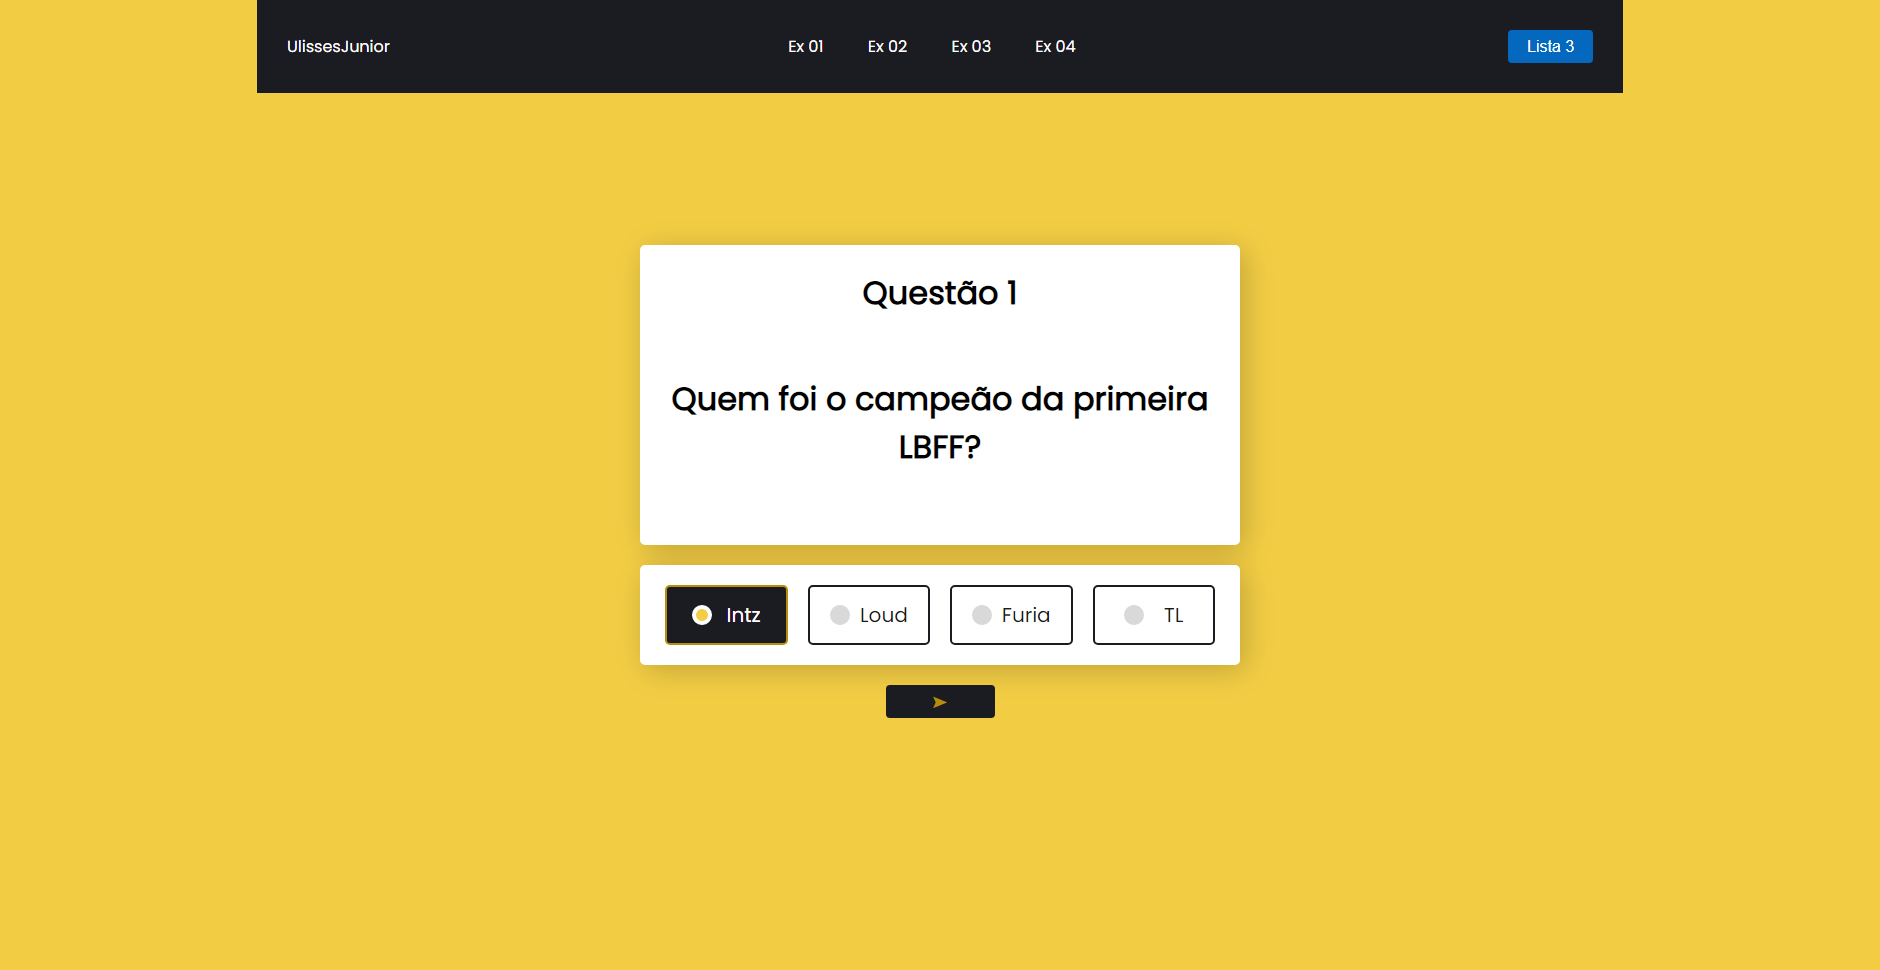 UlissesJunior
Ex 01
Ex 02
Ex 03
Ex 04
Lista 3
Questão 1
Quem foi o campeão da primeira
LBFF?
Intz
Loud
Furia
TL